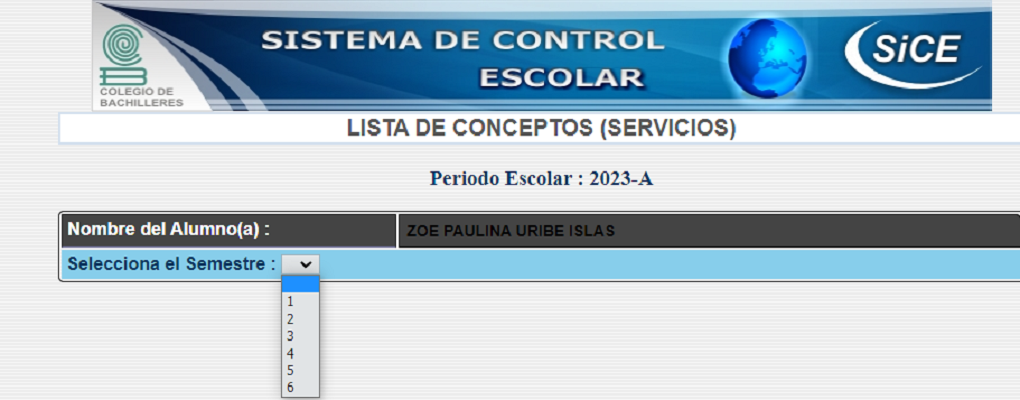 COLEGIO DE
BACHILLERES
SISTEMA DE CONTROL
ESCOLAR
SiCE
LISTA DE CONCEPTOS (SERVICIOS)
Periodo Escolar : 2023-A
Nombre del Alumno(a) : ZOE PAULINA URIBE ISLAS
Selecciona el Semestre :
1
2
3
4
5
6